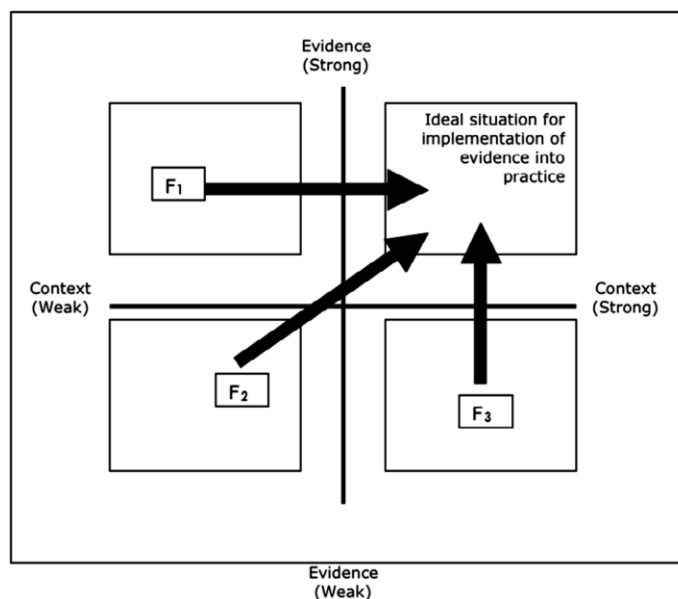 Evidence
(Strong)
Ideal situation for
implementation of
evidence into
practice
F1
Context
(Weak)
Context
(Strong)
F2
F3
Evidence
(Weak)